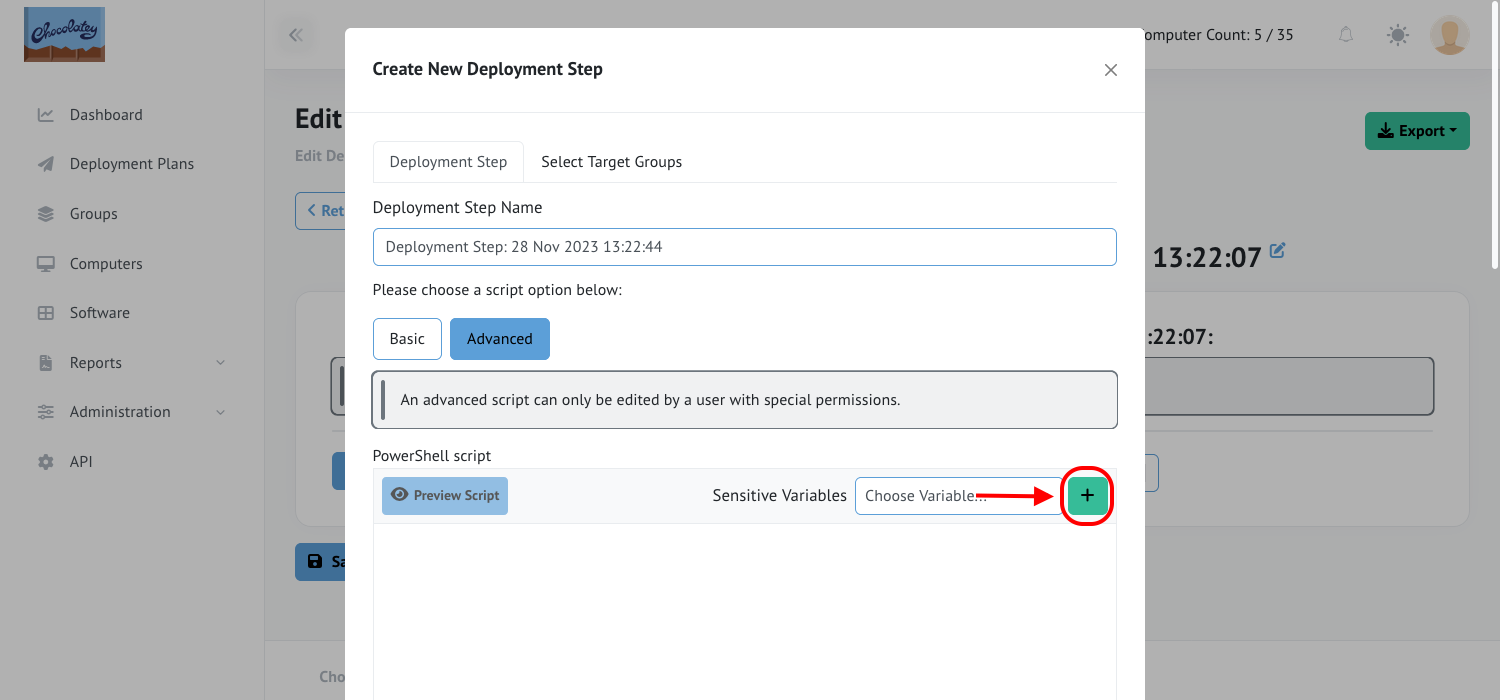 Chocolatey
Computer Count: 5 / 35
Create New Deployment Step
Dashboard
Deployment Plans
Groups
Computers
Software
Reports
Administration
API
Edit
Edit De
Export
Ret
13:22:07
:22:07:
Deployment Step
Select Target Groups
Deployment Step Name
Deployment Step: 28 Nov 2023 13:22:44
Please choose a script option below:
Basic
Advanced
An advanced script can only be edited by a user with special permissions.
PowerShell script
Preview Script
Sensitive Variables
Choose Variable...
+
Sa
Cho